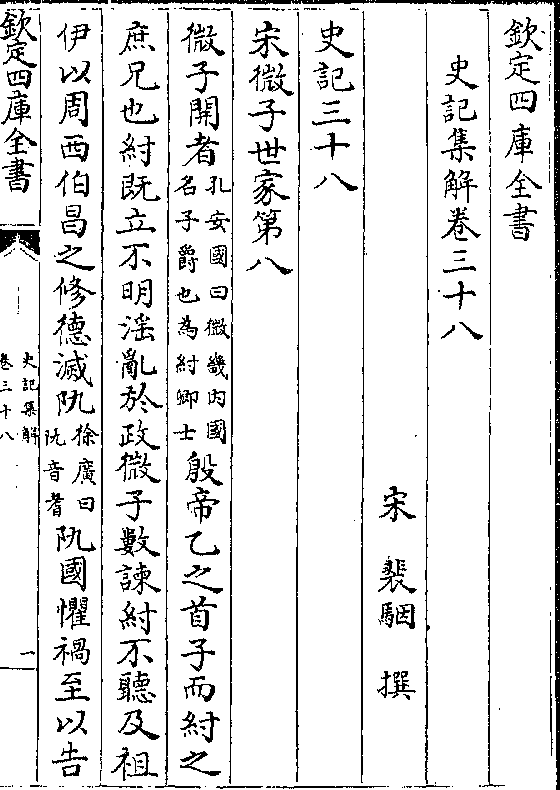 欽定四庫全書
史記集解卷三十八
宋 裴駰 撰
史記三十八
宋微子世家第八
微子開者孔安國曰微畿内國名子爵也為紂卿士殷帝乙之首子而紂之
庶兄也紂既立不明淫亂於政微子數諫紂不聽及祖
伊以周西伯昌之修德滅阢徐廣曰阢音耆阢國懼禍至以告
欽定四庫全書
史記集解
卷三十八
一